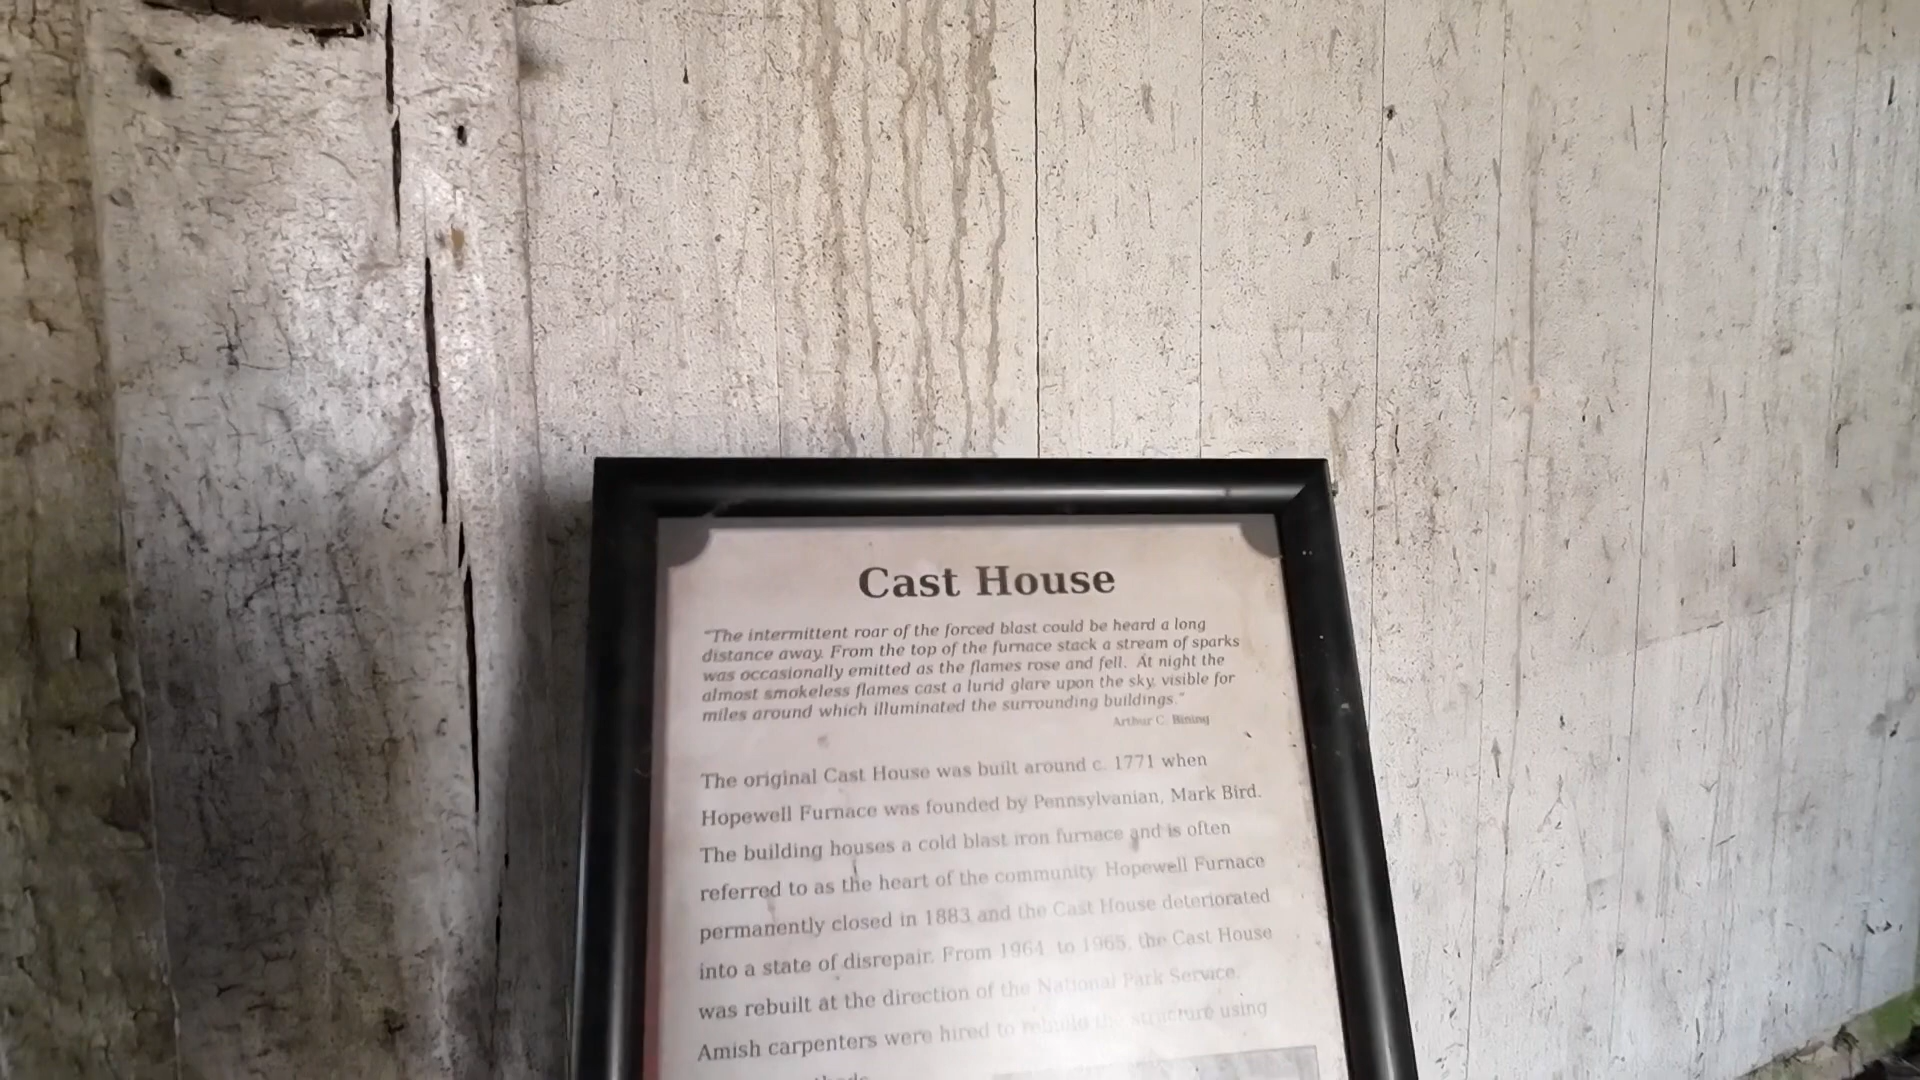 Cast House
"The intermittent roar of the forced blast could be heard a long
distance away. From the top of the furnace stack a stream of sparks
was occasionally emitted as the flames rose and fell. At night the
almost smokeless flames cast a lurid glare upon the sky, visible for
miles around which illuminated the surrounding buildings."
Arthur C. Bining
The original Cast House was built around c. 1771 when
Hopewell Furnace was founded by Pennsylvanian, Mark Bird.
The building houses a cold blast iron furnace and is often
referred to as the heart of the community. Hopewell Furnace
permanently closed in 1883 and the Cast House deteriorated
into a state of disrepair. From 1964 to 1965, the Cast House
was rebuilt at the direction of the National Park Service.
Amish carpenters were hired to rebuild the structure using